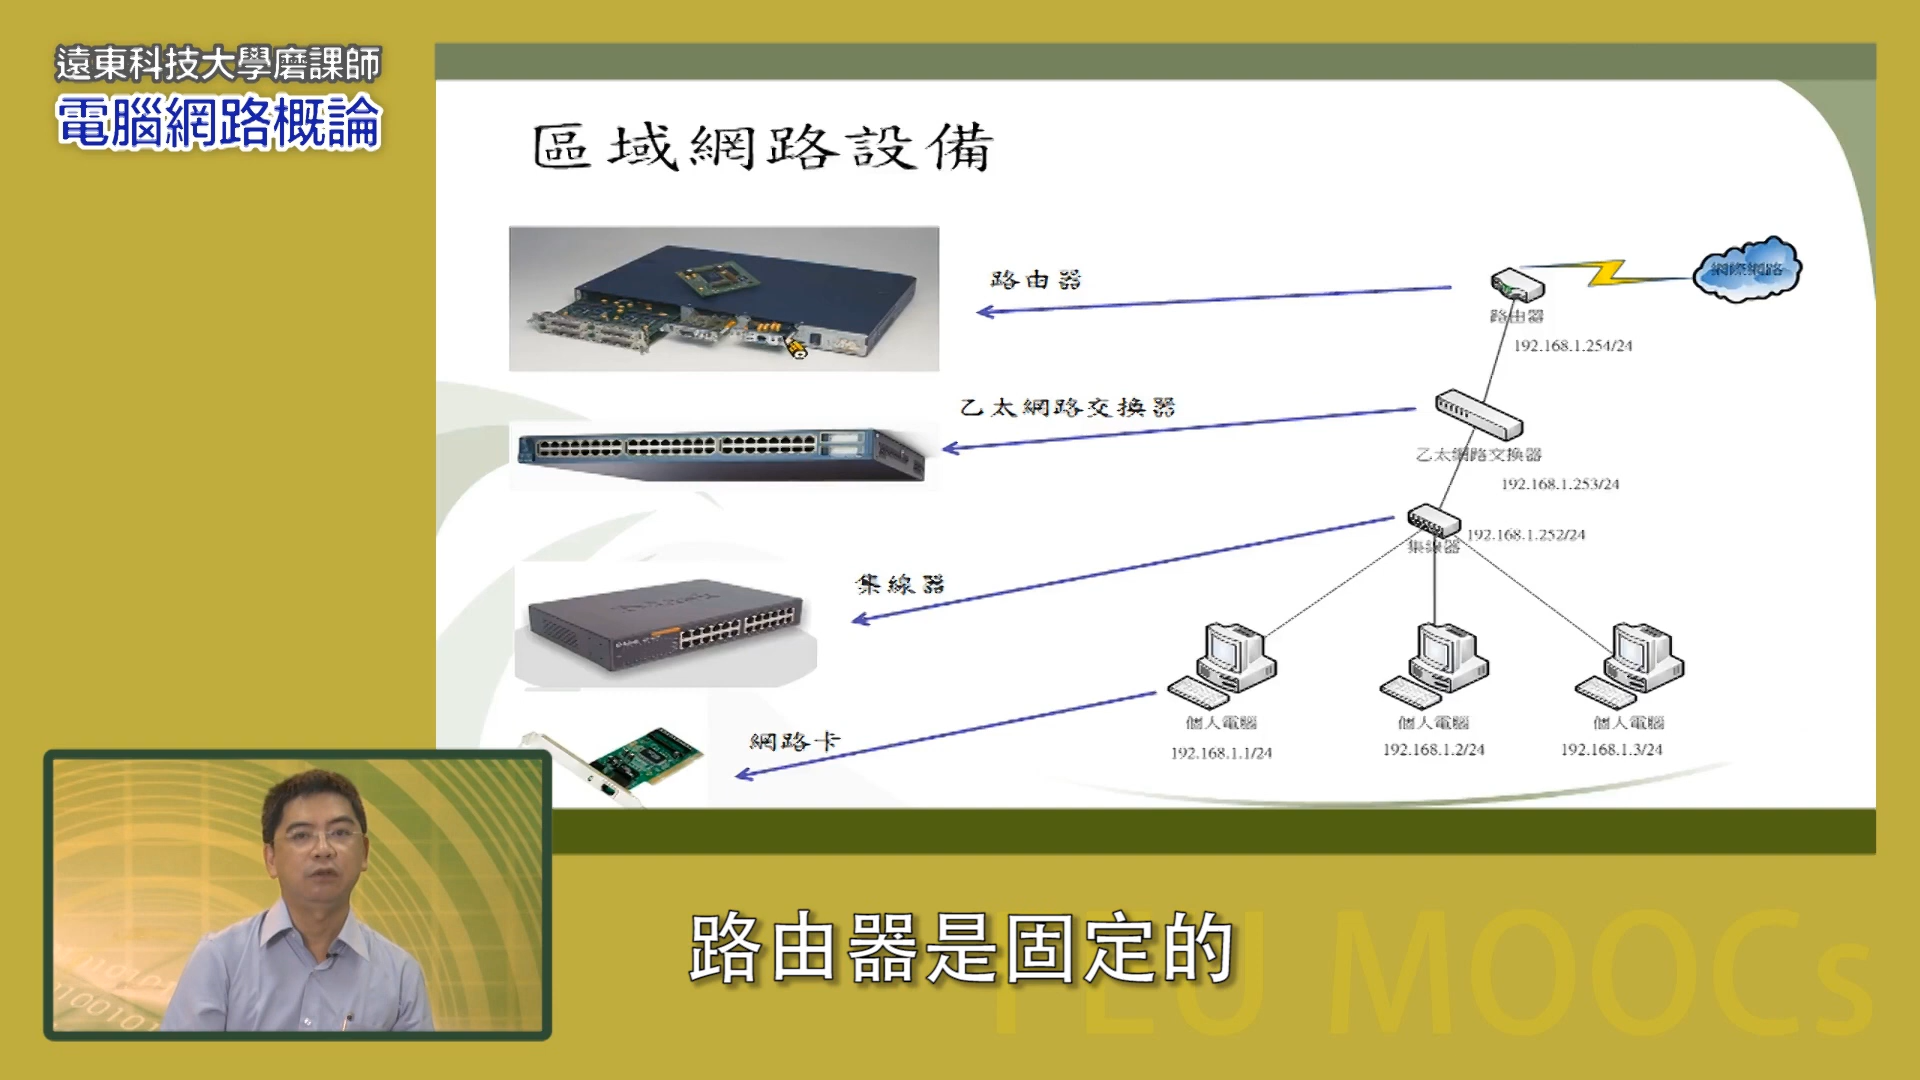 遠東科技大學磨課師
電腦網路概論
區域網路設備
路由器
網際網路
路由器
192.168.1.254/24
乙太網路交換器
乙太網路交換器
192.168.1.253/24
集線器
192.168.1.252/24
集線器
網路卡
個人電腦
個人電腦
個人電腦
192.168.1.1/24
192.168.1.2/24
192.168.1.3/24
路由器是固定的
FEU MOOCs